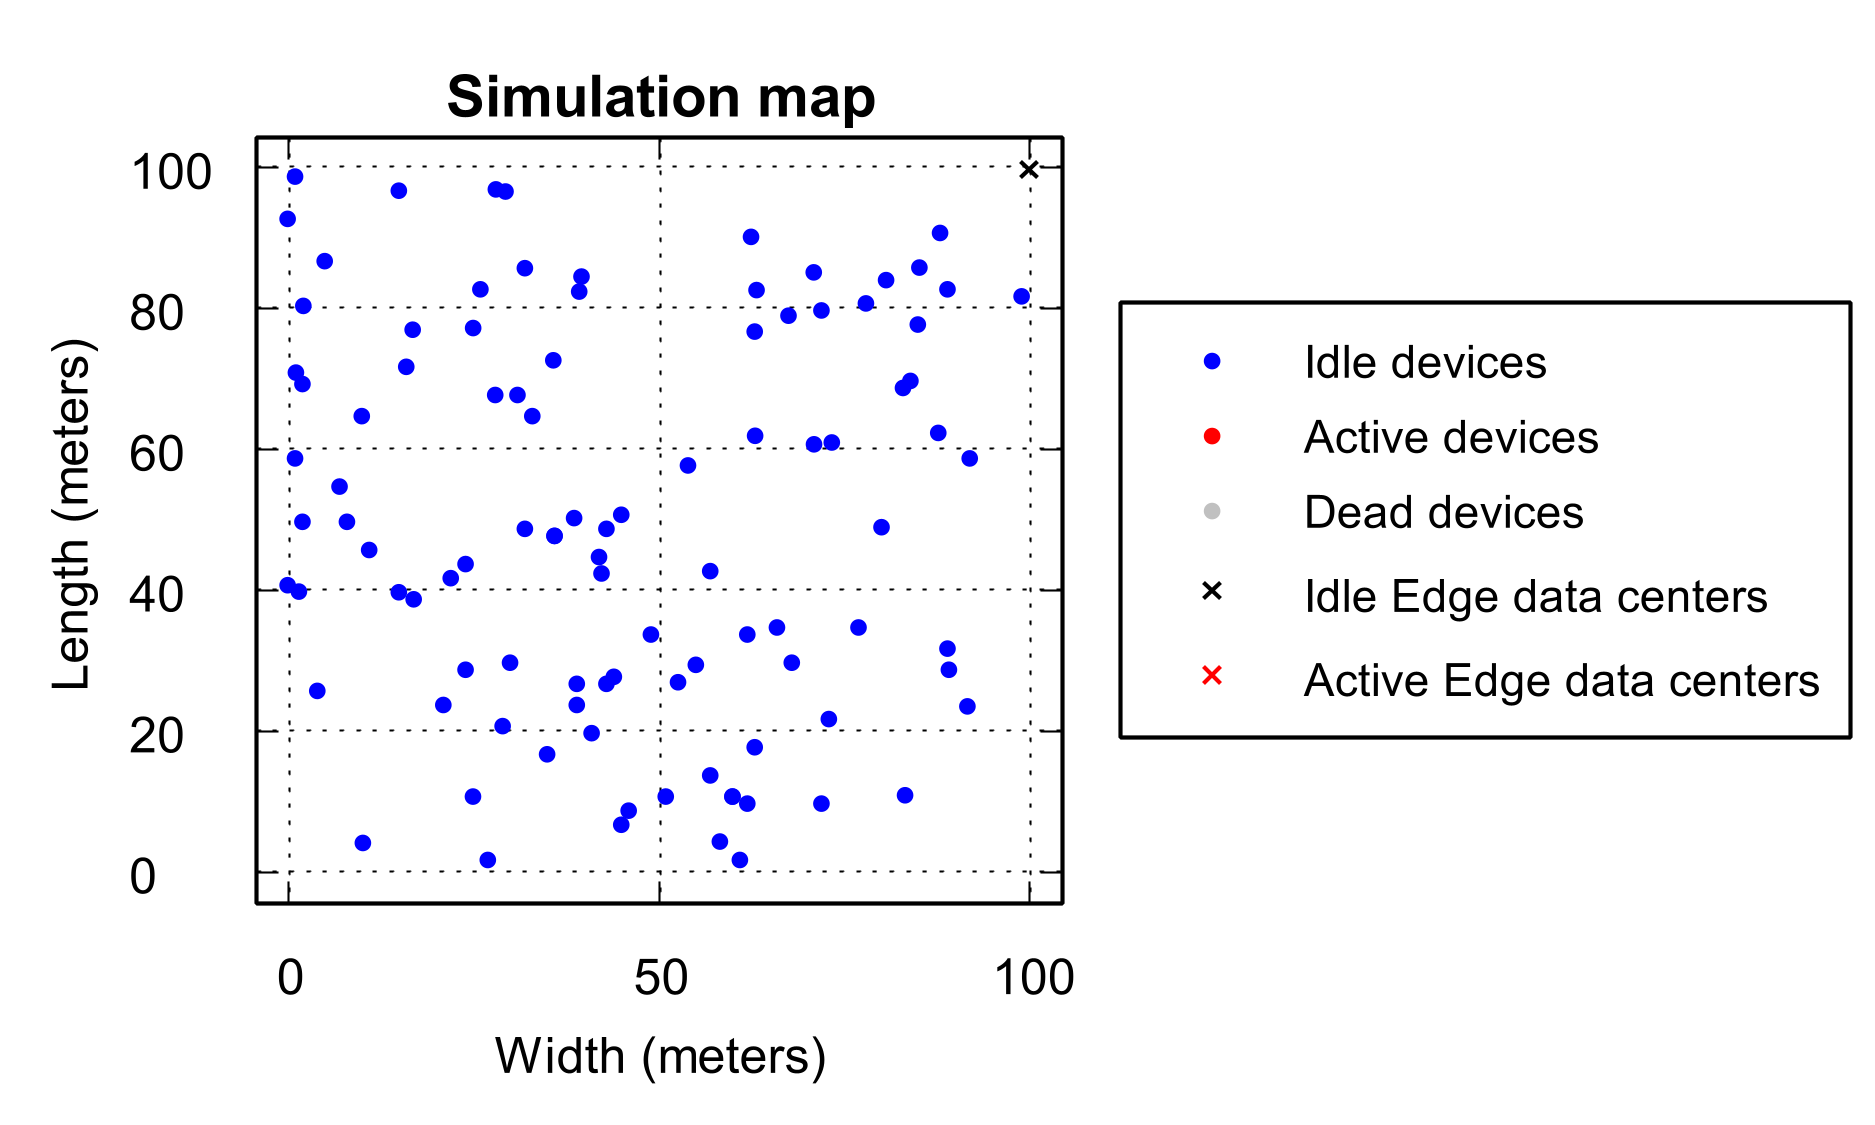 Simulation map
100
80
60
40
20
0
Length (meters)
0 50 100
Width (meters)
Idle devices
Active devices
Dead devices
Idle Edge data centers
Active Edge data centers